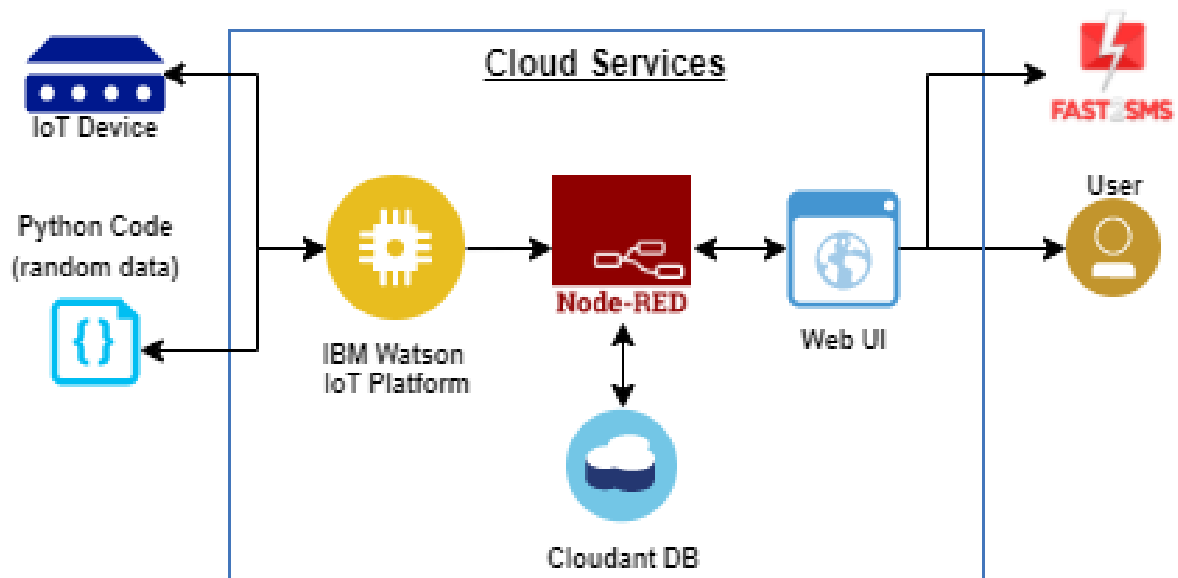 Cloud Services
IoT Device
FAST2SMS
User
Python Code
(random data)
Node-RED
Web UI
IBM Watson
IoT Platform
Cloudant DB